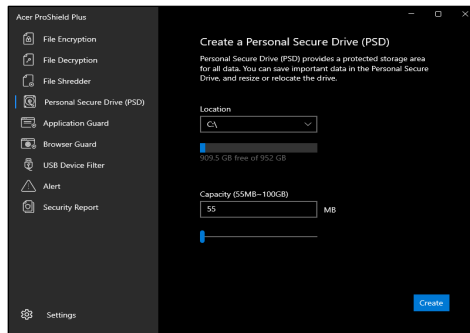 Acer ProShield Plus
File Encryption
File Decryption
File Shredder
Personal Secure Drive (PSD)
Application Guard
Browser Guard
USB Device Filter
Alert
Security Report
Settings
Create a Personal Secure Drive (PSD)
Personal Secure Drive (PSD) provides a protected storage area
for all data. You can save important data in the Personal Secure
Drive, and resize or relocate the drive.
Location
C:\
909.5 GB free of 952 GB
Capacity (55MB~100GB)
55 MB
Create